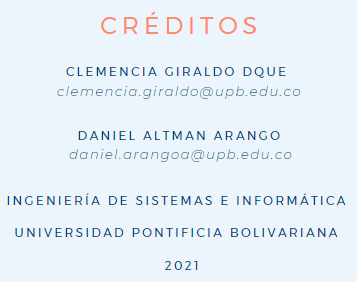 CRÉDITOS
CLEMENCIA GIRALDO DQUE
clemencia.giraldo@upb.edu.co
DANIEL ALTMAN ARANGO
daniel.arangoa@upb.edu.co
INGENIERÍA DE SISTEMAS E INFORMÁTICA
UNIVERSIDAD PONTIFICIA BOLIVARIANA
2021